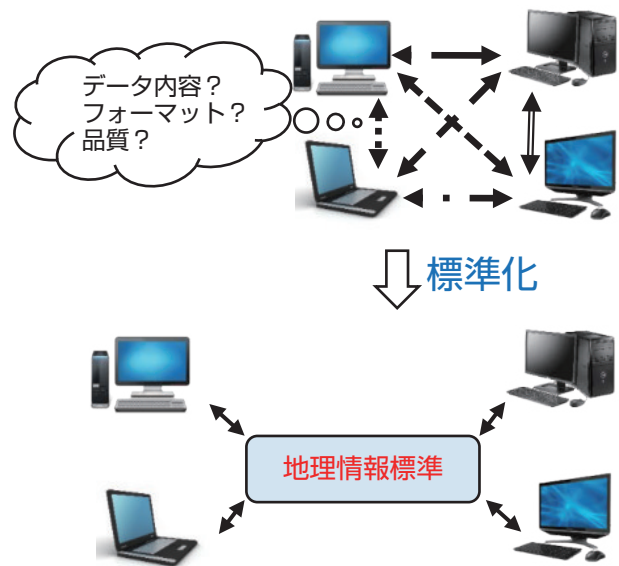 データ内容？
フォーマット？
品質？
標準化
地理情報標準